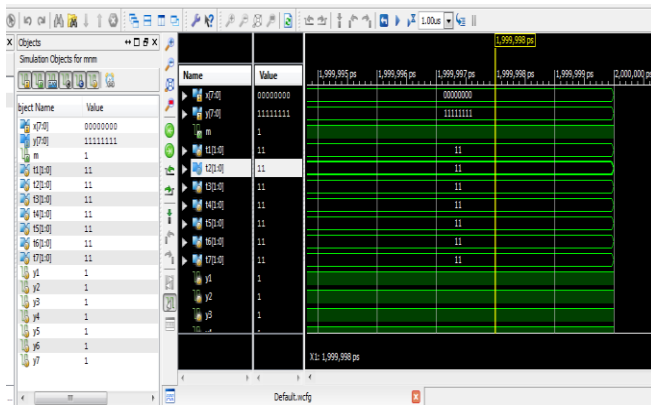 1.00us
X Objects
Simulation Objects for mmm
bject Name Value
x[7:0] 00000000
y[7:0] 11111111
m 1
t1[1:0] 11
t2[1:0] 11
t3[1:0] 11
t4[1:0] 11
t5[1:0] 11
t6[1:0] 11
t7[1:0] 11
y1 1
y2 1
y3 1
y4 1
y5 1
y6 1
y7 1
1,999,998 ps
Name Value 1,999,995 ps 1,999,996 ps 1,999,997 ps 1,999,998 ps 1,999,999 ps 2,000,000 ps
x[7:0] 00000000 00000000
y[7:0] 11111111 11111111
m 1
t1[1:0] 11 11
t2[1:0] 11 11
t3[1:0] 11 11
t4[1:0] 11 11
t5[1:0] 11 11
t6[1:0] 11 11
t7[1:0] 11 11
y1 1
y2 1
y3 1
X1: 1,999,998 ps
Default.wcfg